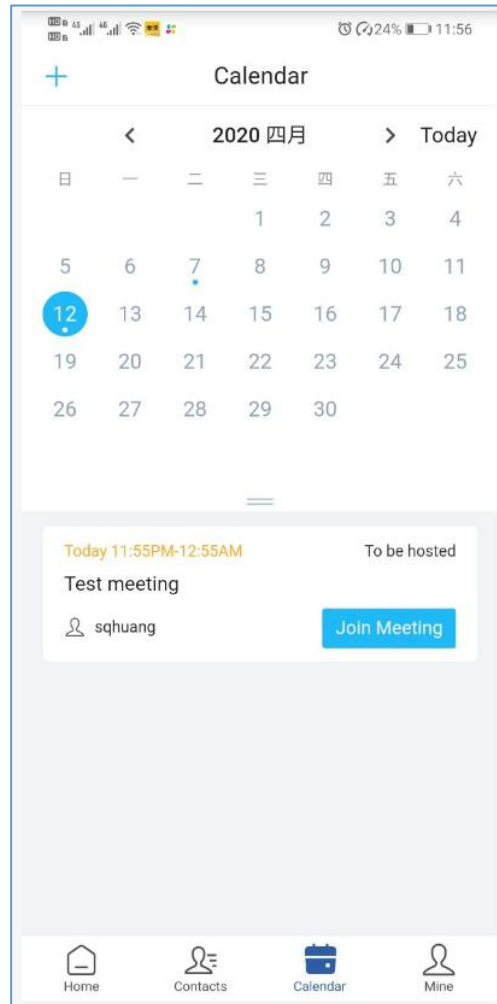 24% 11:56
Calendar
2020 四月 Today
日 一 二 三 四 五 六
1 2 3 4
5 6 7 8 9 10 11
12 13 14 15 16 17 18
19 20 21 22 23 24 25
26 27 28 29 30
Today 11:55PM-12:55AM To be hosted
Test meeting
sqhuang Join Meeting
Home Contacts Calendar Mine